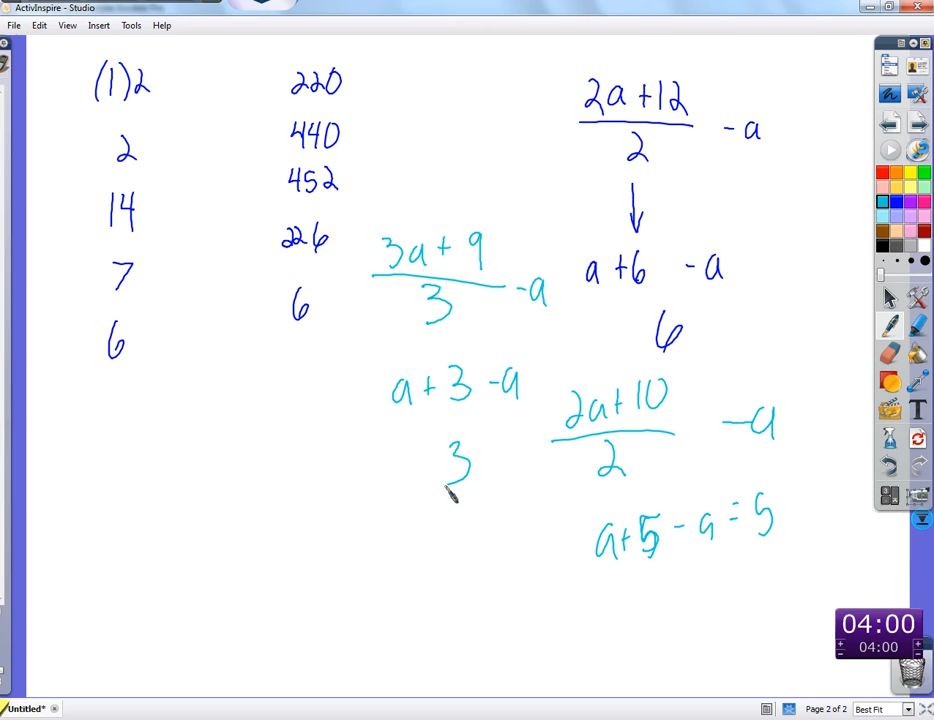 ActivInspire - Studio
File Edit View Insert Tools Help
(1)2
2
14
7
6
220
440
452
226
6
3a + 9
3
-a
a + 3 -a
3
2a +12
2
-a
a +6 -a
6
2a+10
2
-a
a+5 - a = 5
04:00
04:00
Untitled*
Page 2 of 2
Best Fit